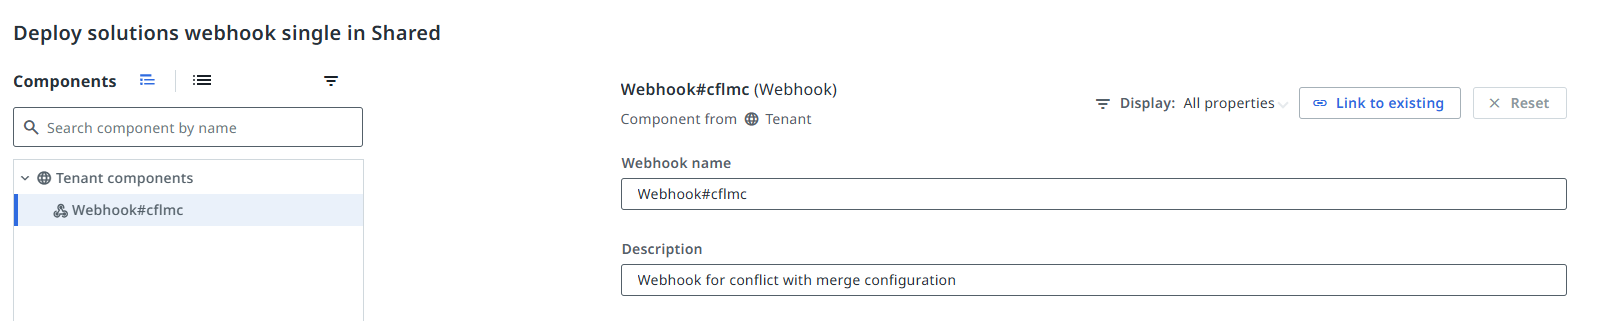 Deploy solutions webhook single in Shared
Components
Search component by name
Tenant components
Webhook#cflmc
Webhook#cflmc (Webhook)
Component from Tenant
Display: All properties
Link to existing
Reset
Webhook name
Webhook#cflmc
Description
Webhook for conflict with merge configuration